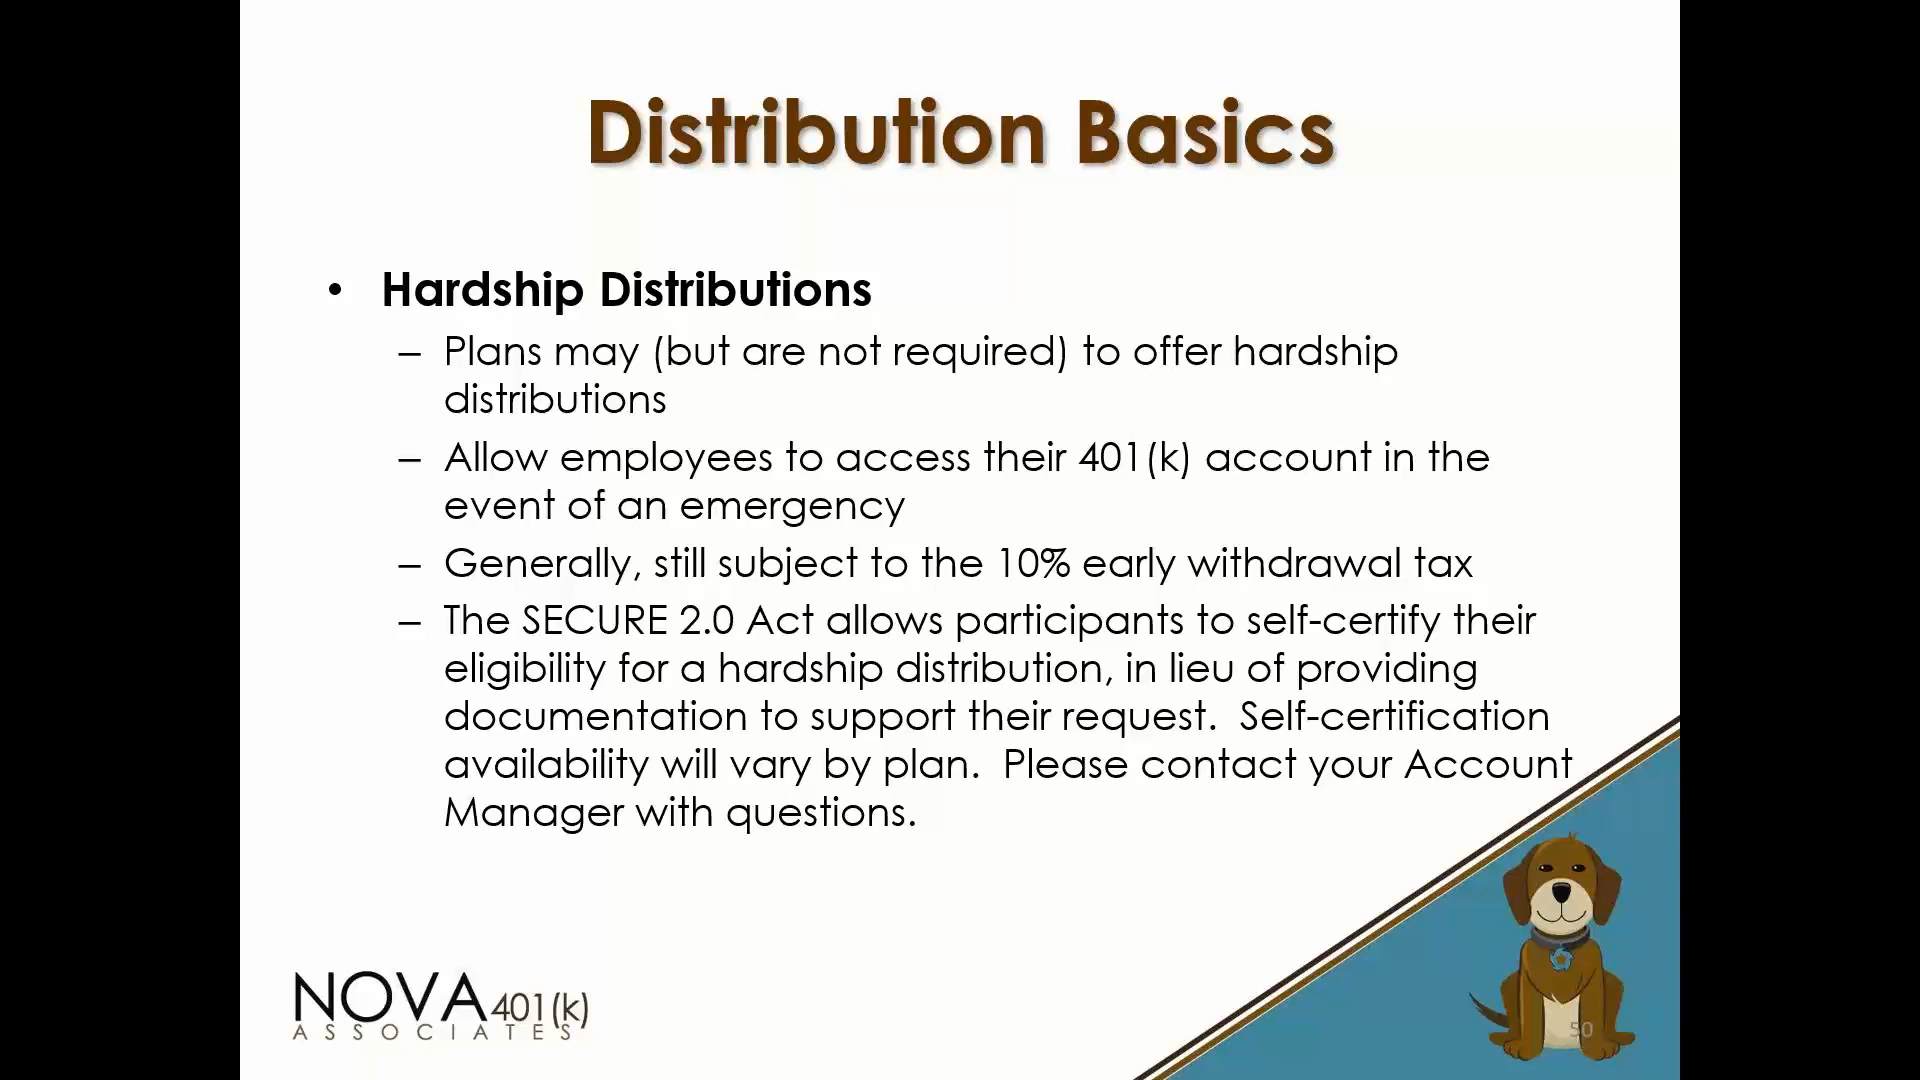 Distribution Basics
• Hardship Distributions
– Plans may (but are not required) to offer hardship
distributions
– Allow employees to access their 401(k) account in the
event of an emergency
– Generally, still subject to the 10% early withdrawal tax
– The SECURE 2.0 Act allows participants to self-certify their
eligibility for a hardship distribution, in lieu of providing
documentation to support their request.  Self-certification
availability will vary by plan.  Please contact your Account
Manager with questions.
NOVA 401(k)
ASSOCIATES
50